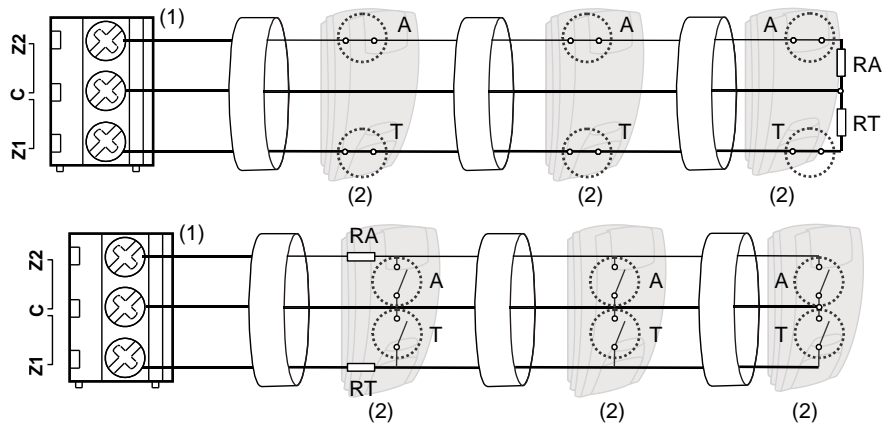 Z2
C
Z1
(1)
A
A
A
RA
RT
T
T
T
(2)
(2)
(2)
Z2
C
Z1
(1)
RA
A
A
A
T
T
T
RT
(2)
(2)
(2)